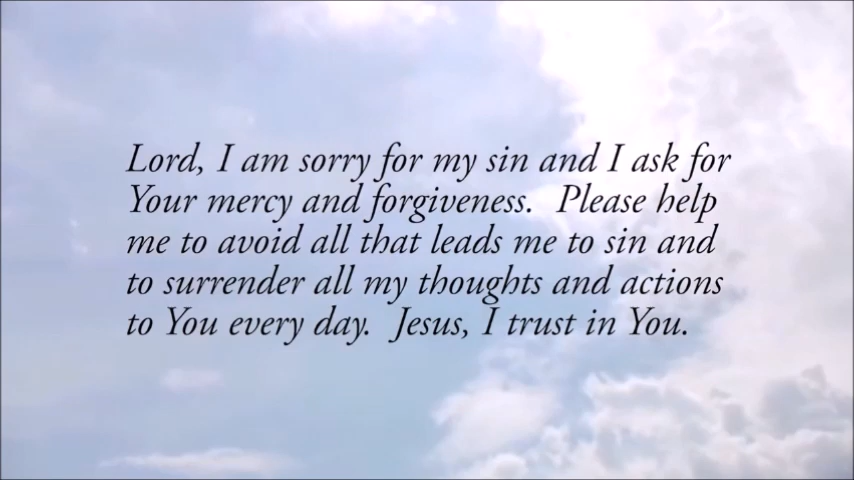 Lord, I am sorry for my sin and I ask for
Your mercy and forgiveness.  Please help
me to avoid all that leads me to sin and
to surrender all my thoughts and actions
to You every day.  Jesus, I trust in You.